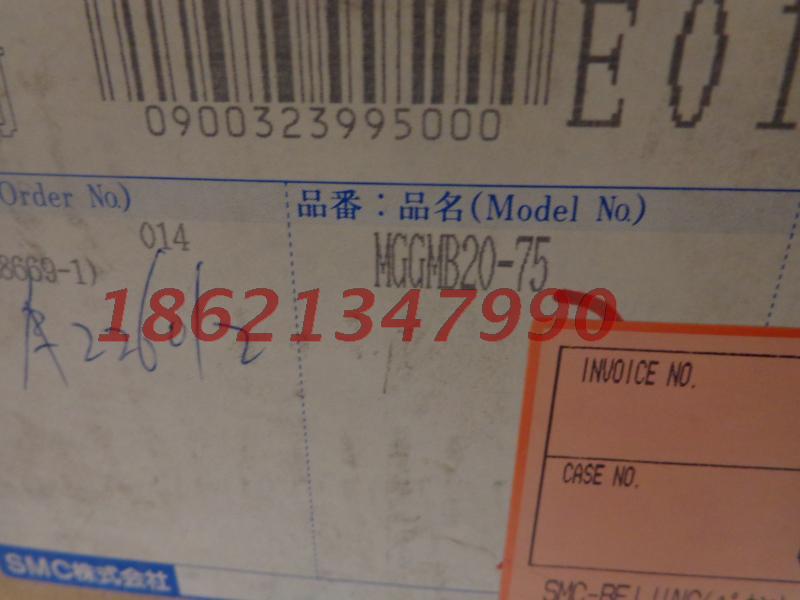 0900323995000
E01
Order No.)
品番：品名(Model No.)
014
MGGMB20-75
8669-1)
18621347990
INVOICE NO.
CASE NO.
SMC株式会社